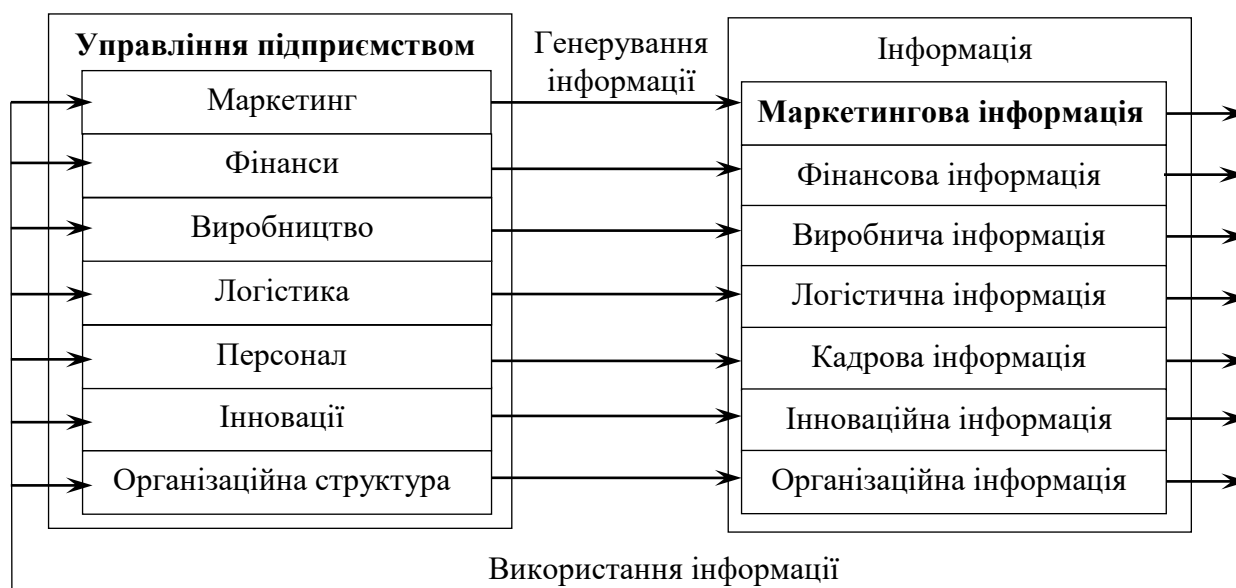 Управління підприємством
Маркетинг
Фінанси
Виробництво
Логістика
Персонал
Інновації
Організаційна структура
Генерування
інформації
Інформація
Маркетингова інформація
Фінансова інформація
Виробнича інформація
Логістична інформація
Кадрова інформація
Інноваційна інформація
Організаційна інформація
Використання інформації